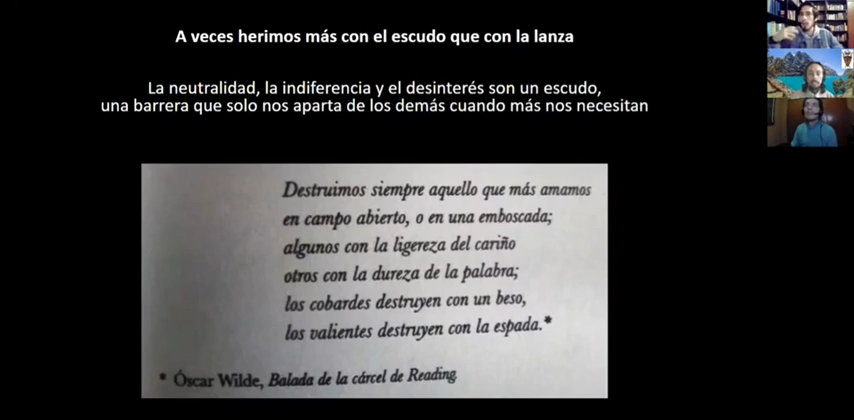 A veces herimos más con el escudo que con la lanza
La neutralidad, la indiferencia y el desinterés son un escudo,
una barrera que solo nos aparta de los demás cuando más nos necesitan
Destruimos siempre aquello que más amamos
en campo abierto, o en una emboscada;
algunos con la ligereza del cariño
otros con la dureza de la palabra;
los cobardes destruyen con un beso,
los valientes destruyen con la espada.*
* Óscar Wilde, Balada de la cárcel de Reading